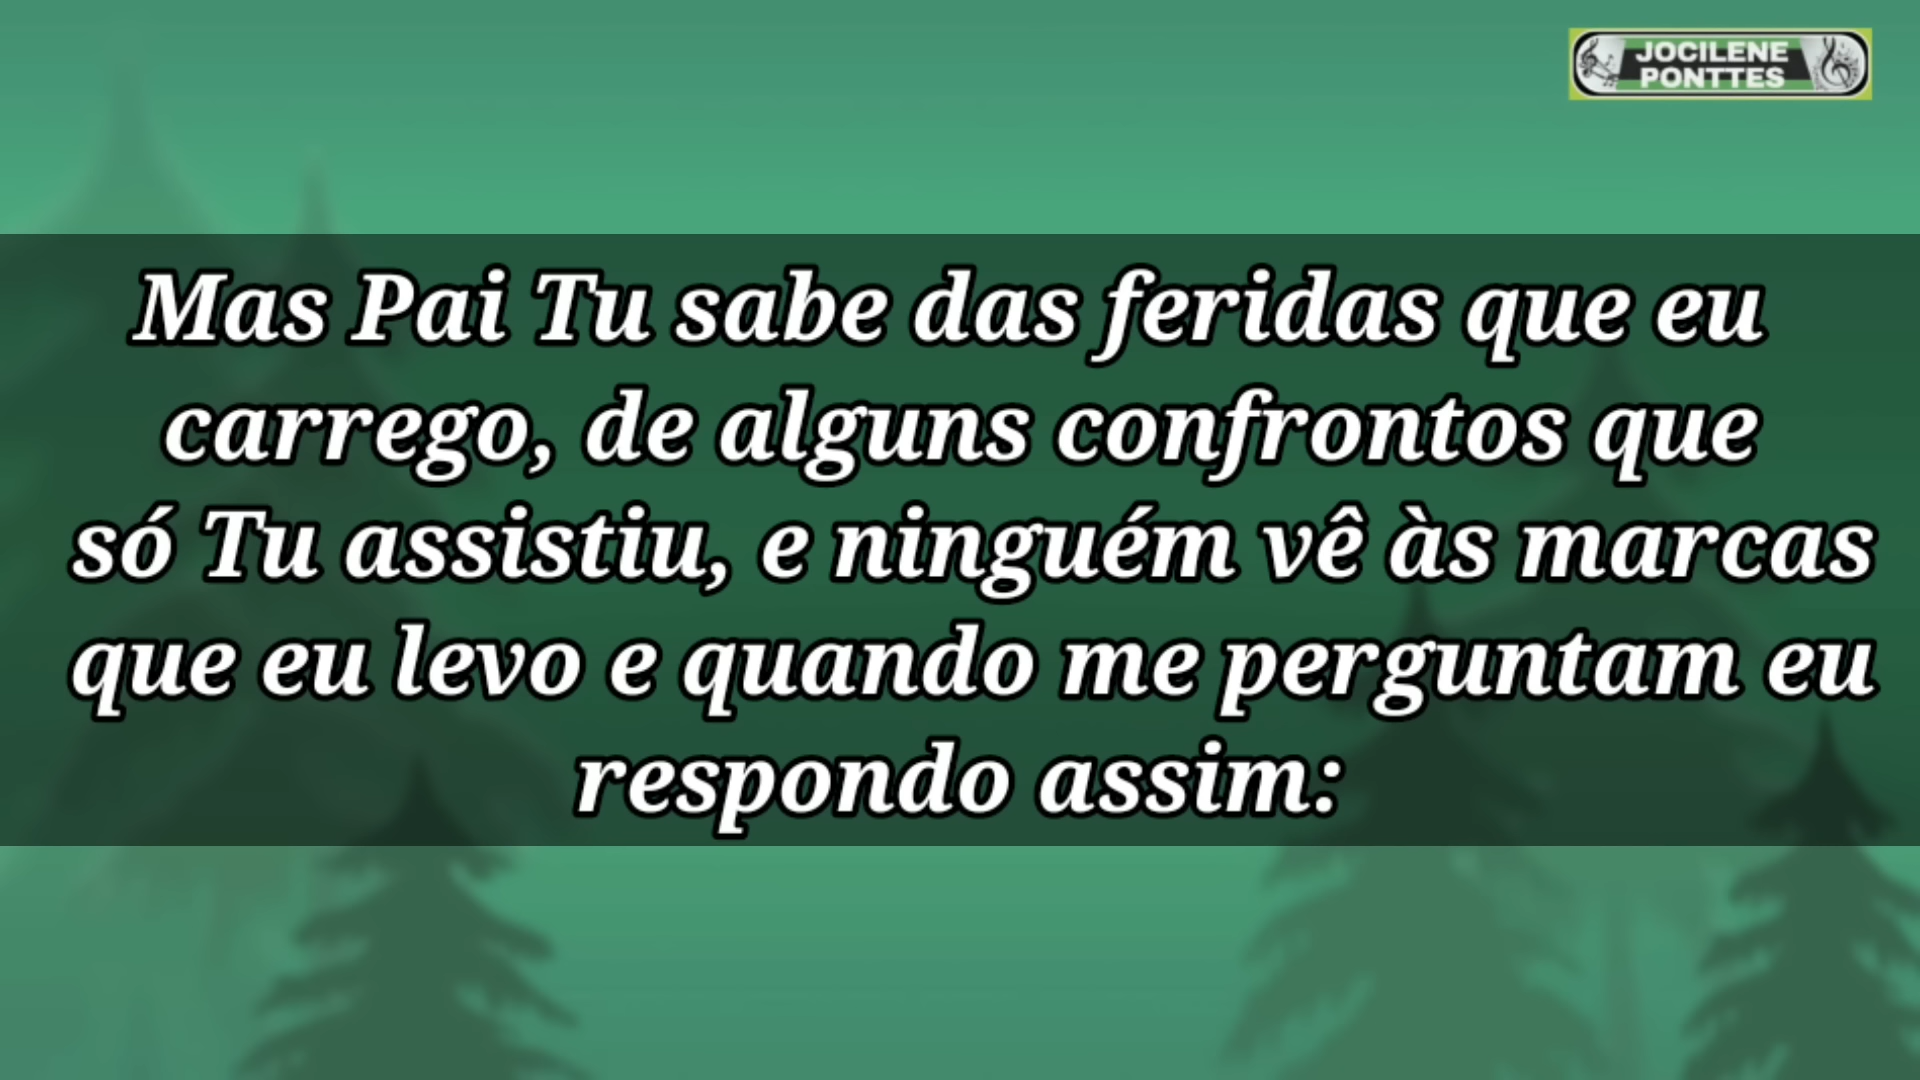 JOCILENE
PONTTES
Mas Pai Tu sabe das feridas que eu
carrego, de alguns confrontos que
só Tu assistiu, e ninguém vê às marcas
que eu levo e quando me perguntam eu
respondo assim: